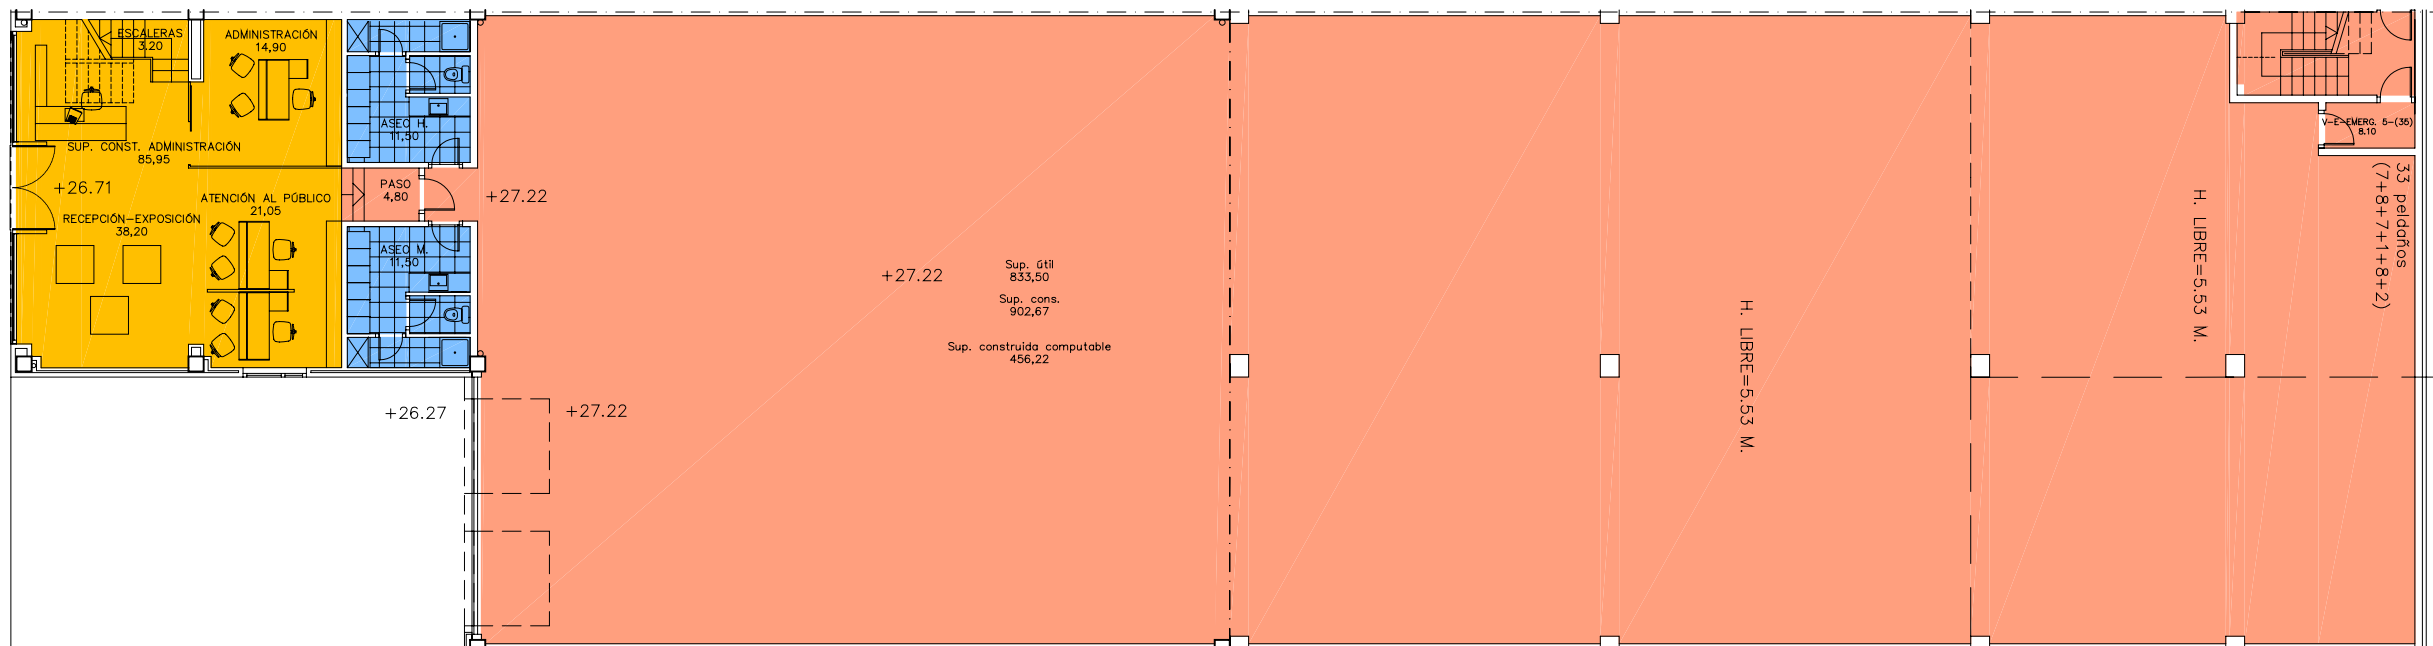 ESCALERAS
3.20
ADMINISTRACIÓN
14,90
ASEO H.
11,50
SUP. CONST. ADMINISTRACIÓN
85,95
+26.71
PASO
4,80
+27.22
ATENCIÓN AL PÚBLICO
21,05
RECEPCIÓN-EXPOSICIÓN
38,20
ASEO M.
11,50
+27.22
Sup. útil
833,50
Sup. cons.
902,67
Sup. construida computable
456,22
+26.27
+27.22
H. LIBRE=5.53 M.
H. LIBRE=5.53 M.
V-E-EMERG. 5-(35)
8.10
33 peldaños
(7+8+7+1+8+2)